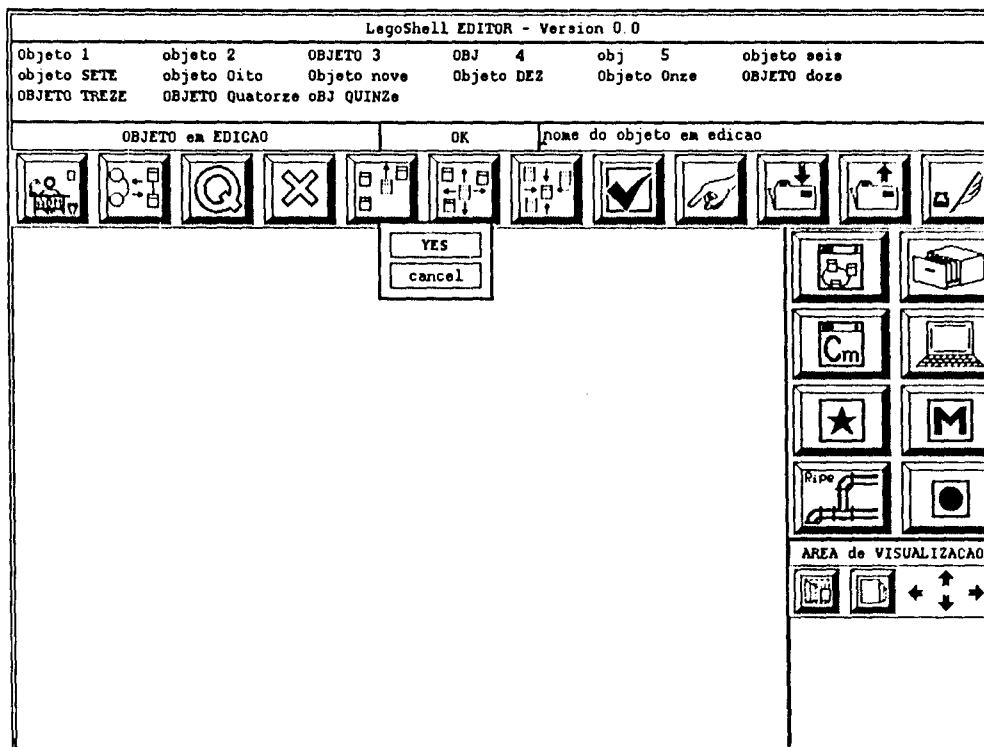 LegoShell EDITOR - Version 0.0
Objeto 1 objeto 2 OBJETO 3 OBJ 4 obj 5 objeto seis
objeto SETE objeto Oito Objeto nove Objeto DEZ Objeto Onze OBJETO doze
OBJETO TREZE OBJETO Quatorze oBJ QUINZe
OBJETO em EDICAO OK nome do objeto em edicao
Q
YES
cancel
Cm
M
Pipe
AREA de VISUALIZACAO